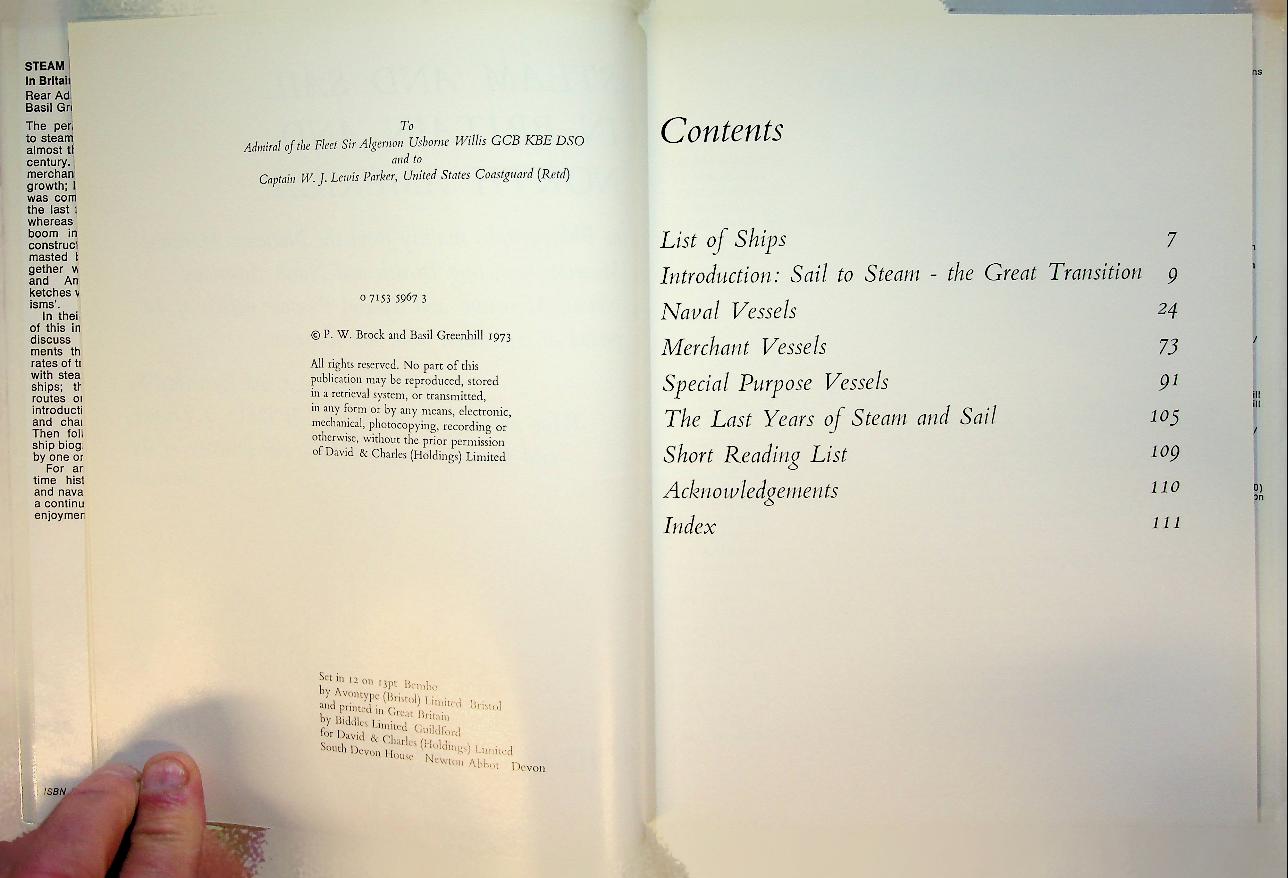 STEAM
In Britai
Rear Ad
Basil Gr
The per
to steam
almost t
century.
merchan
growth; l
was com
the last
whereas
boom in
construc
masted b
gether w
and An
ketches v
isms'.
In thei
of this in
discuss
ments th
rates of t
with stea
ships; th
routes o
introducti
and cha
Then foll
ship biog
by one or
For ar
time hist
and nava
a continu
enjoymen
ISBN
To
Admiral of the Fleet Sir Algernon Usborne Willis GCB KBE DSO
and to
Captain W. J. Lewis Parker, United States Coastguard (Retd)
0 7153 5967 3
© P. W. Brock and Basil Greenhill 1973
All rights reserved. No part of this
publication may be reproduced, stored
in a retrieval system, or transmitted,
in any form or by any means, electronic,
mechanical, photocopying, recording or
otherwise, without the prior permission
of David & Charles (Holdings) Limited
Set in 12 on 13pt Bembo
by Avontype (Bristol) Limited Bristol
and printed in Great Britain
by Biddles Limited Guildford
for David & Charles (Holdings) Limited
South Devon House Newton Abbot Devon
Contents
List of Ships 7
Introduction: Sail to Steam - the Great Transition 9
Naval Vessels 24
Merchant Vessels 73
Special Purpose Vessels 91
The Last Years of Steam and Sail 105
Short Reading List 109
Acknowledgements 110
Index 111